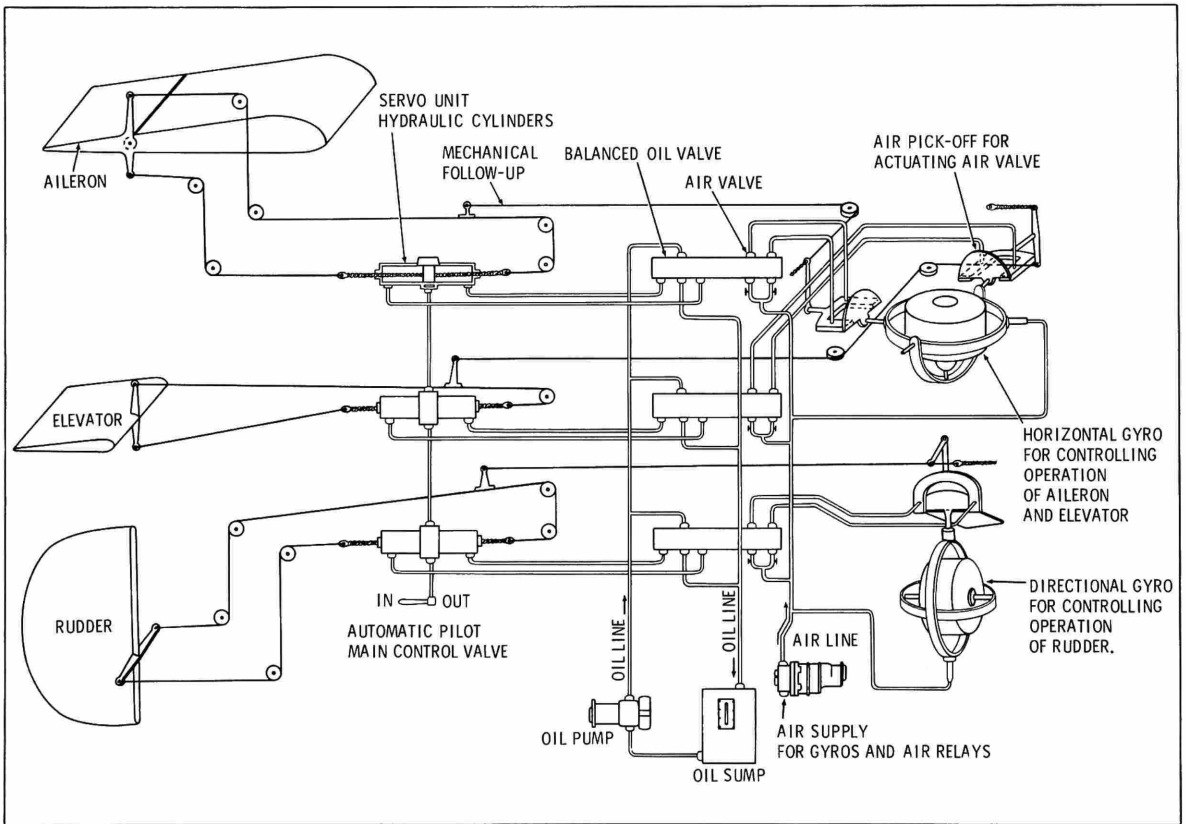 SERVO UNIT
HYDRAULIC CYLINDERS
MECHANICAL
FOLLOW-UP
BALANCED OIL VALVE
AIR VALVE
AIR PICK-OFF FOR
ACTUATING AIR VALVE
AILERON
ELEVATOR
HORIZONTAL GYRO
FOR CONTROLLING
OPERATION
OF AILERON
AND ELEVATOR
RUDDER
IN
OUT
AUTOMATIC PILOT
MAIN CONTROL VALVE
OIL LINE
OIL LINE
AIR LINE
DIRECTIONAL GYRO
FOR CONTROLLING
OPERATION
OF RUDDER.
OIL PUMP
OIL SUMP
AIR SUPPLY
FOR GYROS AND AIR RELAYS